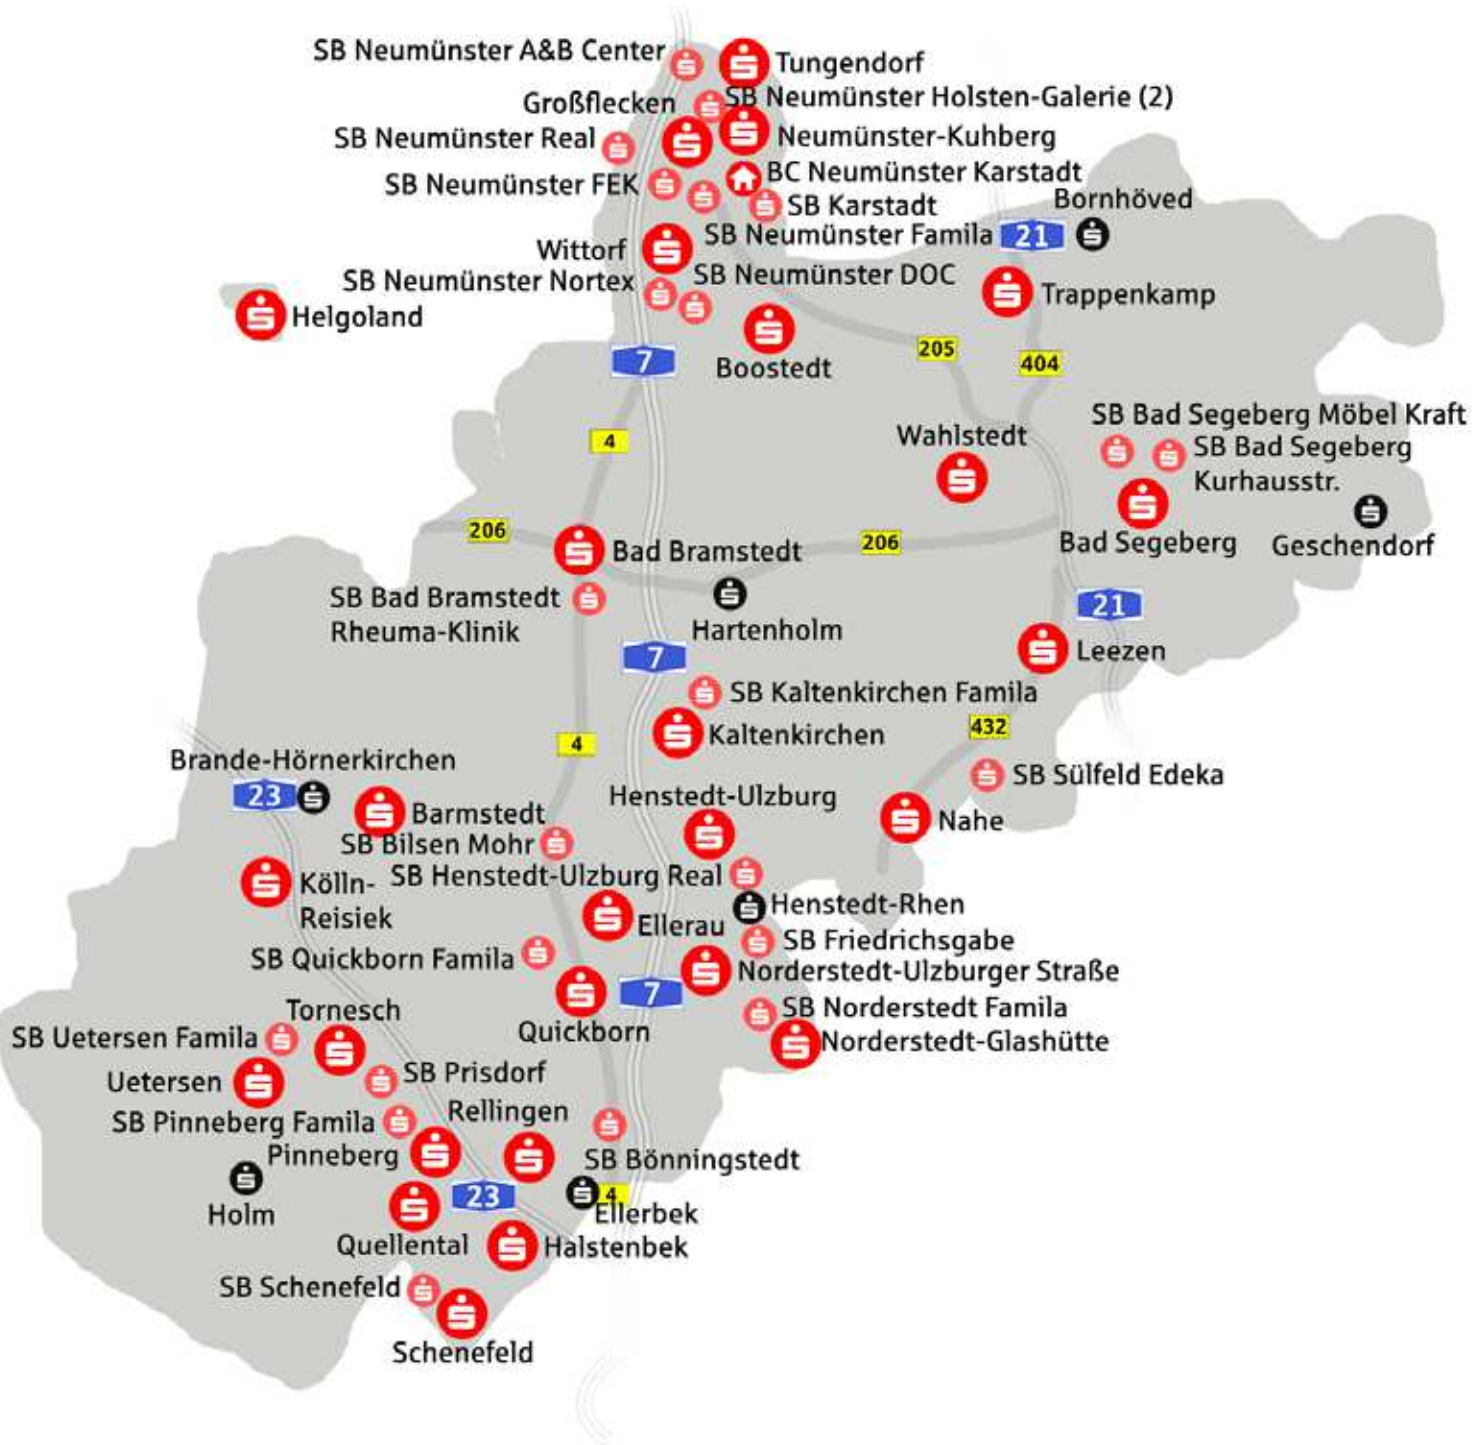 SB Neumünster A&B Center
Tungendorf
Großflecken
SB Neumünster Holsten-Galerie (2)
SB Neumünster Real
Neumünster-Kuhberg
BC Neumünster Karstadt
SB Neumünster FEK
SB Karstadt
Bornhöved
SB Neumünster Famila
21
Wittorf
SB Neumünster DOC
SB Neumünster Nortex
Trappenkamp
Helgoland
7
Boostedt
205
404
4
SB Bad Segeberg Möbel Kraft
Wahlstedt
SB Bad Segeberg
Kurhausstr.
206
Bad Bramstedt
206
Bad Segeberg
Geschendorf
SB Bad Bramstedt
Rheuma-Klinik
Hartenholm
21
7
Leezen
SB Kaltenkirchen Famila
Kaltenkirchen
432
4
Brande-Hörnerkirchen
23
SB Sülfeld Edeka
Henstedt-Ulzburg
Barmstedt
Nahe
SB Bilsen Mohr
SB Henstedt-Ulzburg Real
Kölln-
Reisiek
Henstedt-Rhen
Ellerau
SB Friedrichsgabe
SB Quickborn Famila
Norderstedt-Ulzburger Straße
7
Tornesch
SB Norderstedt Famila
Quickborn
SB Uetersen Famila
Norderstedt-Glashütte
Uetersen
SB Prisdorf
SB Pinneberg Famila
Rellingen
Pinneberg
SB Bönningstedt
23
4
Holm
Ellerbek
Quellental
Halstenbek
SB Schenefeld
Schenefeld